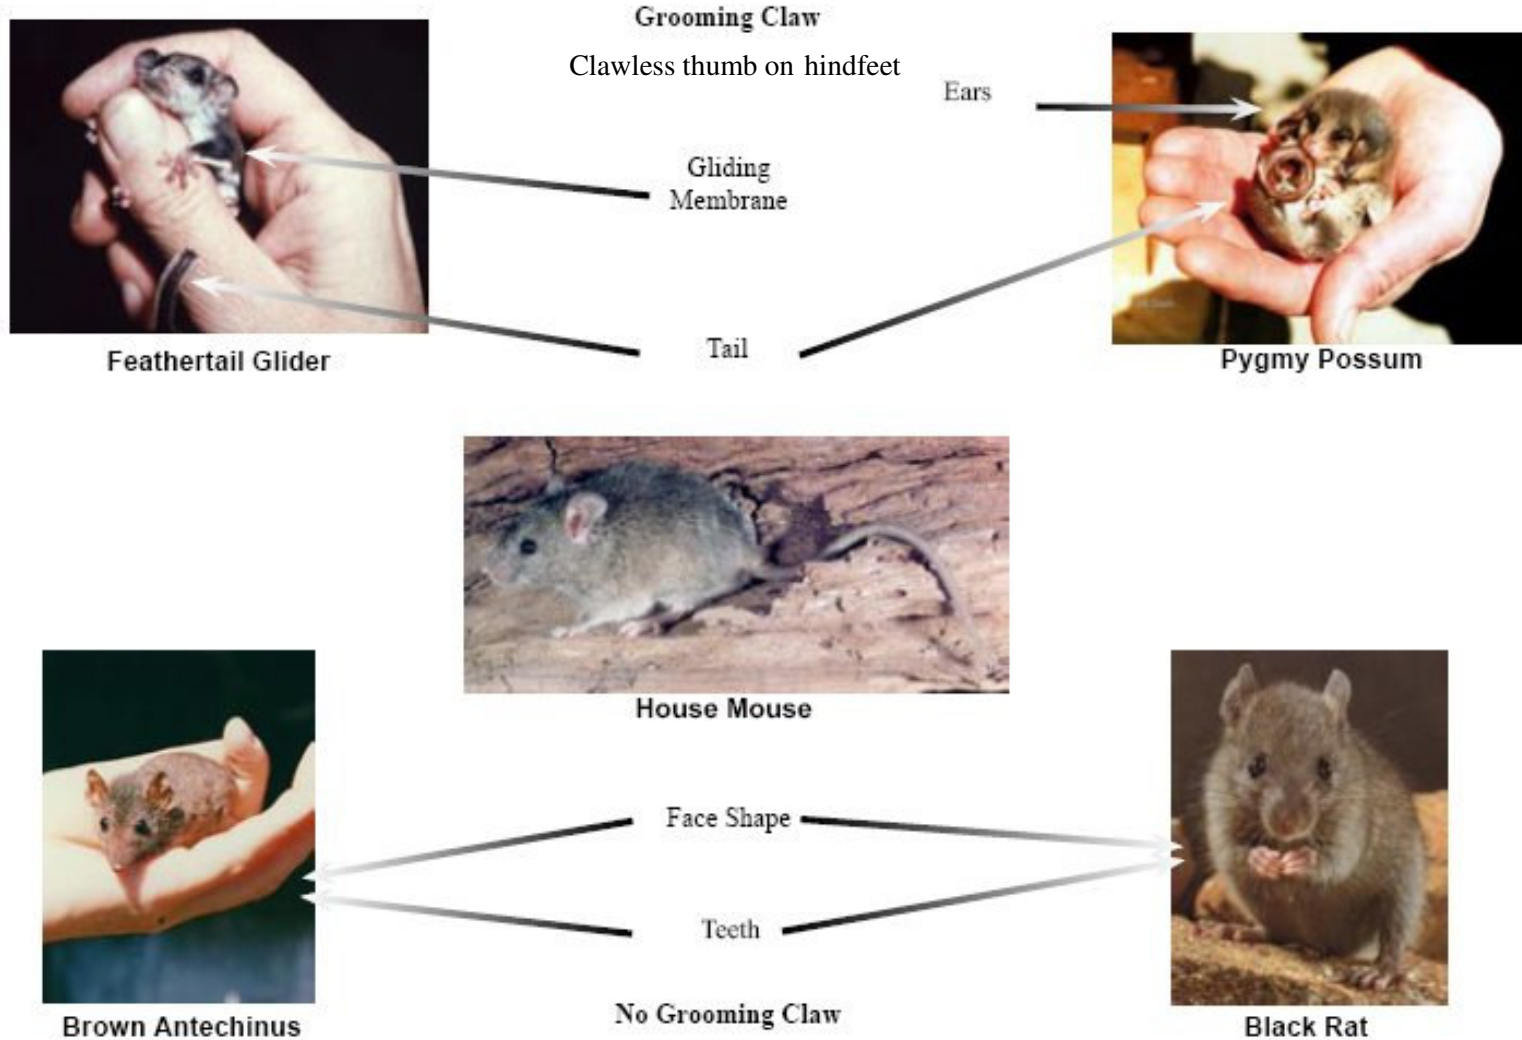 Grooming Claw
Clawless thumb on hindfeet
Ears
Gliding
Membrane
Tail
Feathertail Glider
Pygmy Possum
House Mouse
Face Shape
Teeth
No Grooming Claw
Brown Antechinus
Black Rat